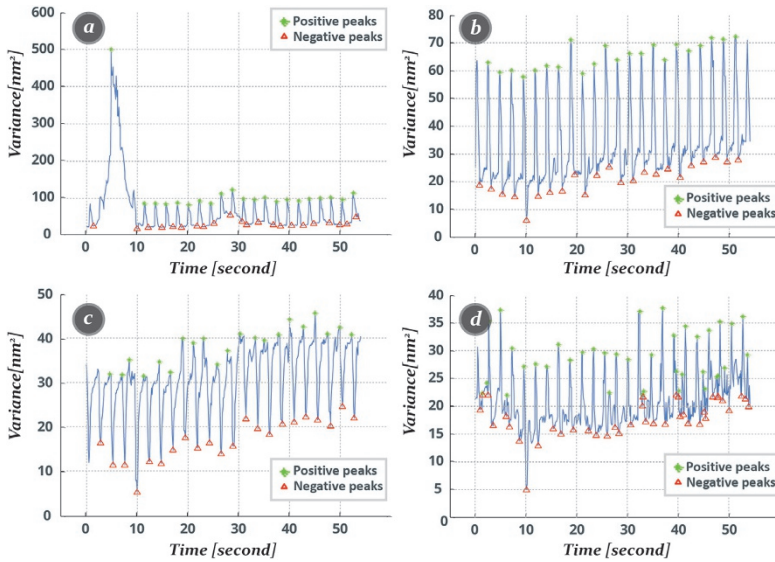 a
Positive peaks
Negative peaks
Variance[nm²]
600
500
400
300
200
100
0
0 10 20 30 40 50
Time [second]
b
Positive peaks
Negative peaks
Variance[nm²]
80
70
60
50
40
30
20
10
0
0 10 20 30 40 50
Time [second]
c
Positive peaks
Negative peaks
Variance[nm²]
50
40
30
20
10
0
0 10 20 30 40 50
Time [second]
d
Positive peaks
Negative peaks
Variance[nm²]
40
35
30
25
20
15
10
5
0
0 10 20 30 40 50
Time [second]